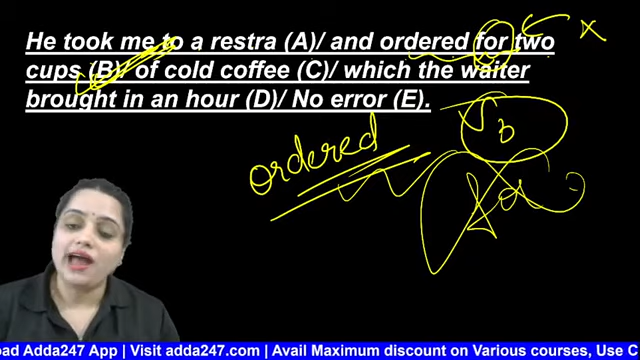 He took me to a restra (A)/ and ordered for two
cups (B)/ of cold coffee (C)/ which the waiter
brought in an hour (D)/ No error (E).
b
ordered
oad Adda247 App | Visit adda247.com | Avail Maximum discount on Various courses, Use C